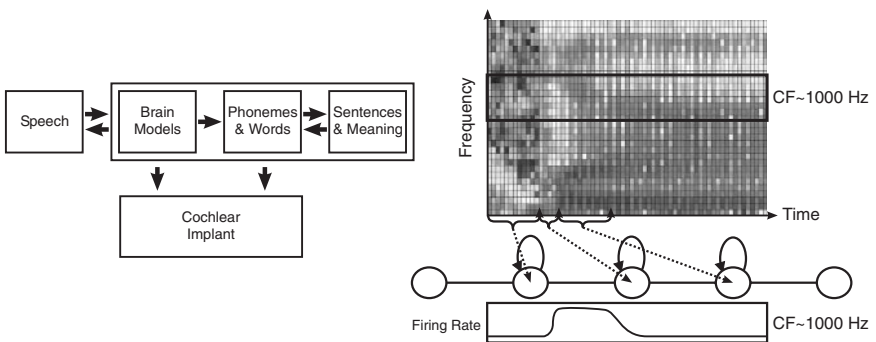 Speech
Brain
Models
Phonemes
& Words
Sentences
& Meaning
Cochlear
Implant
Frequency
CF~1000 Hz
Time
Firing Rate
CF~1000 Hz